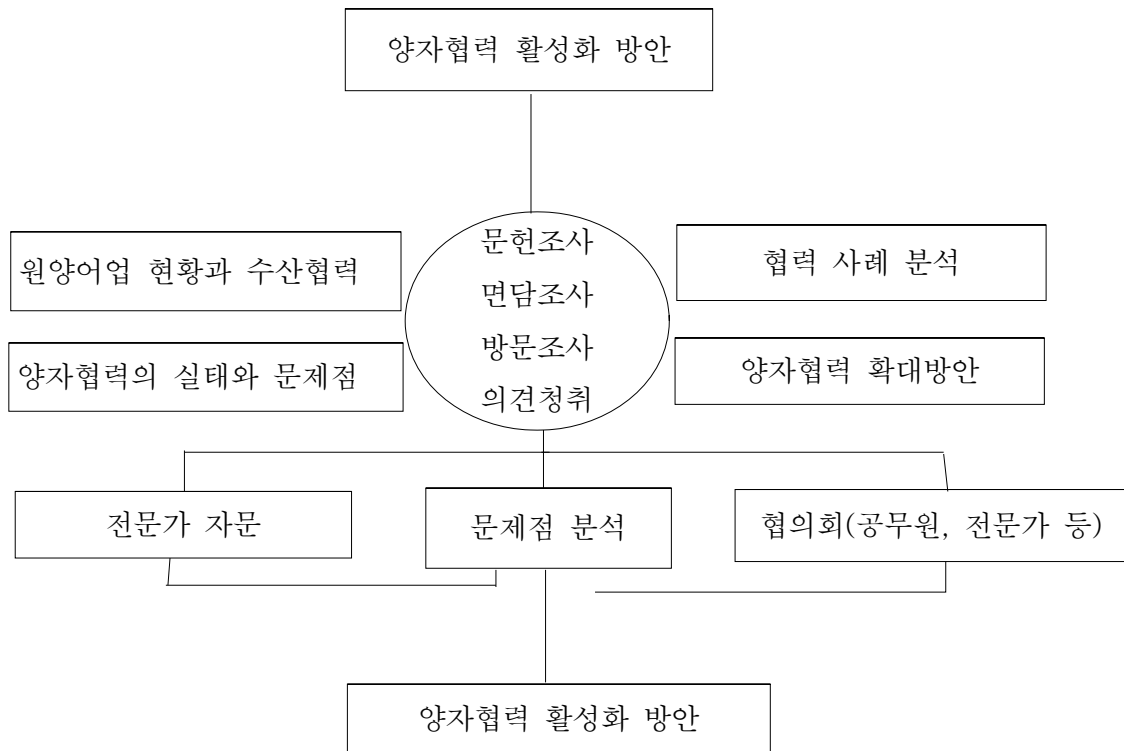 양자협력 활성화 방안
원양어업 현황과 수산협력
양자협력의 실태와 문제점
문헌조사
면담조사
방문조사
의견청취
협력 사례 분석
양자협력 확대방안
전문가 자문
문제점 분석
협의회(공무원, 전문가 등)
양자협력 활성화 방안